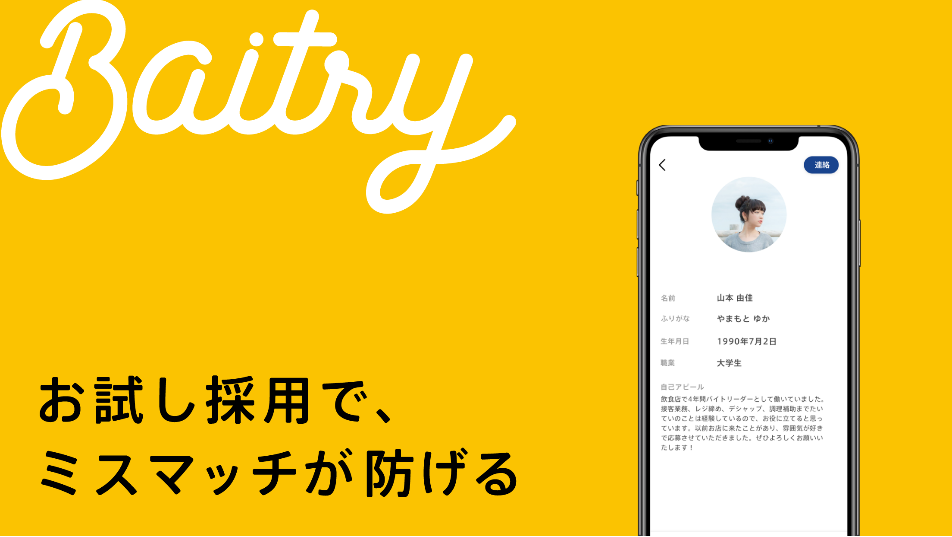 Baitry
お試し採用で、
ミスマッチが防げる
連絡
名前 山本 由佳
ふりがな やまもと ゆか
生年月日 1990年7月2日
職業 大学生
自己アピール
飲食店で4年間バイトリーダーとして働いていました。
接客業務、レジ締め、デシャップ、調理補助までたい
ていのことは経験しているので、お役に立てると思っ
ています。以前お店に来たことがあり、雰囲気が好き
で応募させていただきました。ぜひよろしくお願いい
たします！